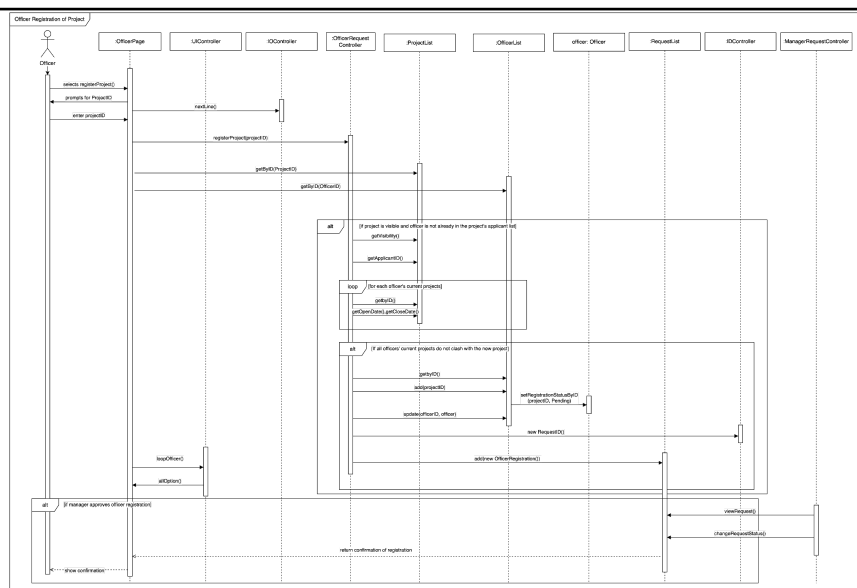 Officer Registration of Project
Officer
:OfficerPage
:UIController
:IOController
:OfficerRequest
Controller
:ProjectList
:OfficerList
officer: Officer
:RequestList
IDController
ManagerRequestController
selects registerProject()
prompts for ProjectID
nextLine()
enter projectID
registerProject(projectID)
getByID(ProjectID)
getByID(OfficerID)
alt
[if project is visible and officer is not already in the project's applicant list]
getVisibility()
getApplicantID()
loop
[for each officer's current projects]
getbyID()
getOpenDate(),getCloseDate()
alt
[If all officers' current projects do not clash with the new project]
getbyID()
add(projectID)
setRegistrationStatusByID
(projectID, Pending)
update(officerID, officer)
new RequestID()
loopOfficer()
add(new OfficerRegistration())
allOption()
alt
[if manager approves officer registration]
viewRequest()
changeRequestStatus()
return confirmation of registration
show confirmation